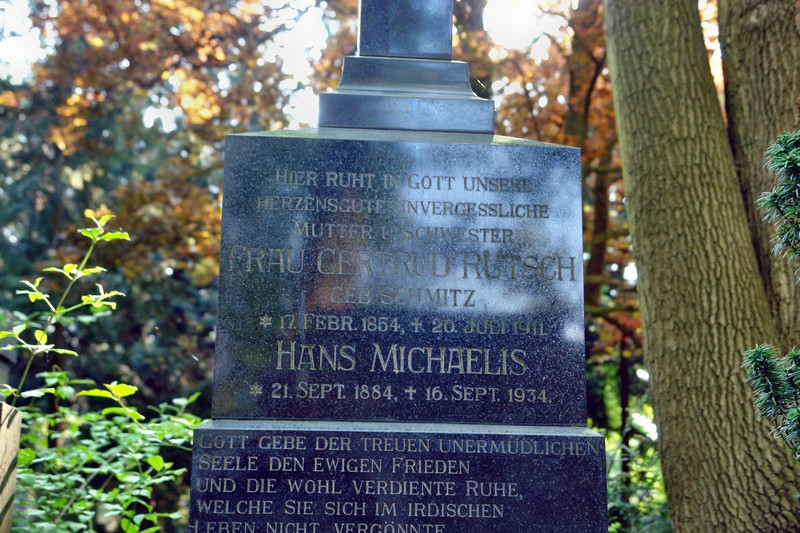 HIER RUHT IN GOTT UNSERE
HERZENSGUTE UNVERGESSLICHE
MUTTER U. SCHWESTER
FRAU GERTRUD RUTSCH
GEB SCHMITZ
* 17. FEBR. 1854, ✝ 20. JULI 1911.
HANS MICHAELIS
* 21. SEPT. 1884, ✝ 16. SEPT. 1934.
GOTT GEBE DER TREUEN UNERMÜDLICHEN
SEELE DEN EWIGEN FRIEDEN
UND DIE WOHL VERDIENTE RUHE,
WELCHE SIE SICH IM IRDISCHEN
LEBEN NICHT VERGÖNNTE